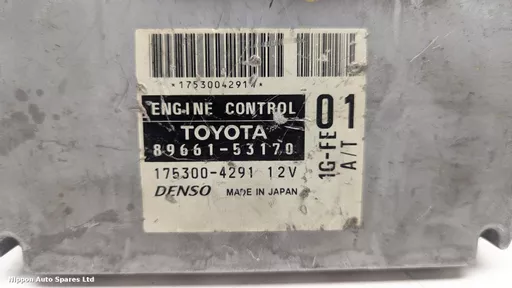 *1753004291*
ENGINE CONTROL
TOYOTA
89661-53170
175300-4291 12V
DENSO MADE IN JAPAN
01
1G-FE
A/T
Nippon Auto Spares Ltd